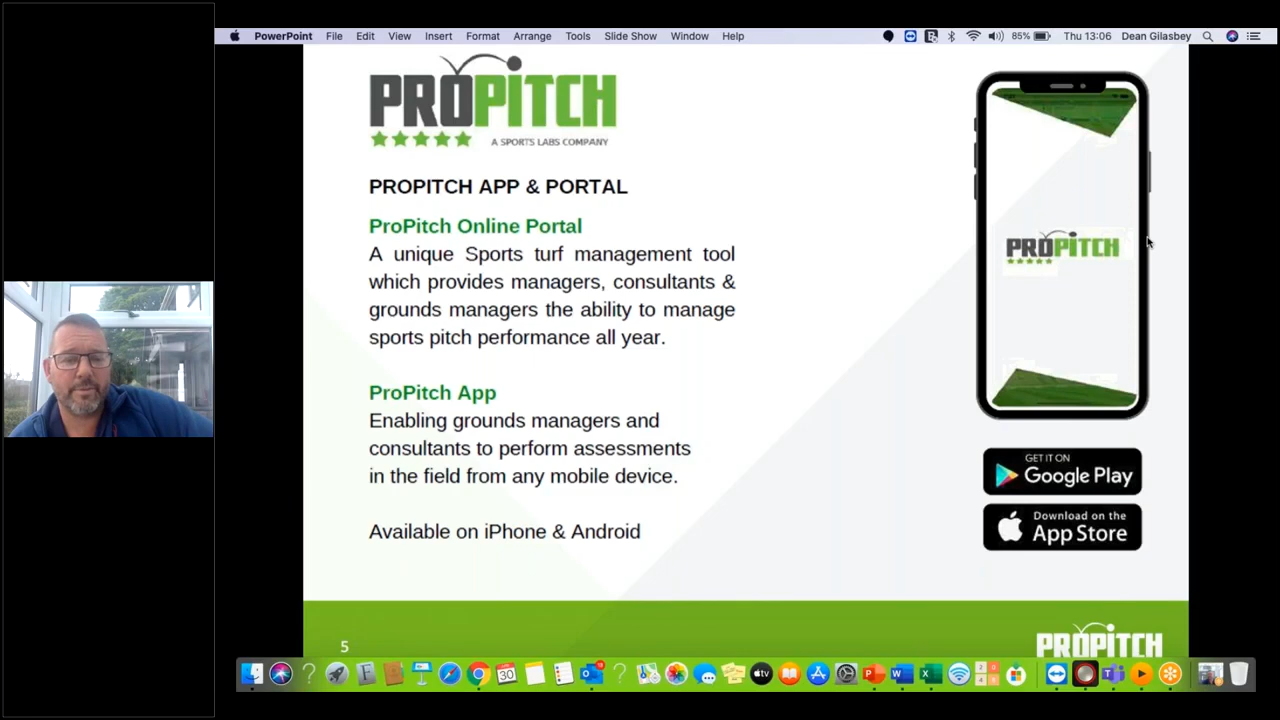 PowerPoint File Edit View Insert Format Arrange Tools Slide Show Window Help 85% Thu 13:06 Dean Gilasbey
PROPITCH
A SPORTS LABS COMPANY
PROPITCH APP & PORTAL
ProPitch Online Portal
A unique Sports turf management tool
which provides managers, consultants &
grounds managers the ability to manage
sports pitch performance all year.
ProPitch App
Enabling grounds managers and
consultants to perform assessments
in the field from any mobile device.
Available on iPhone & Android
PROPITCH
GET IT ON
Google Play
Download on the
App Store
5
PROPITCH
30
tv